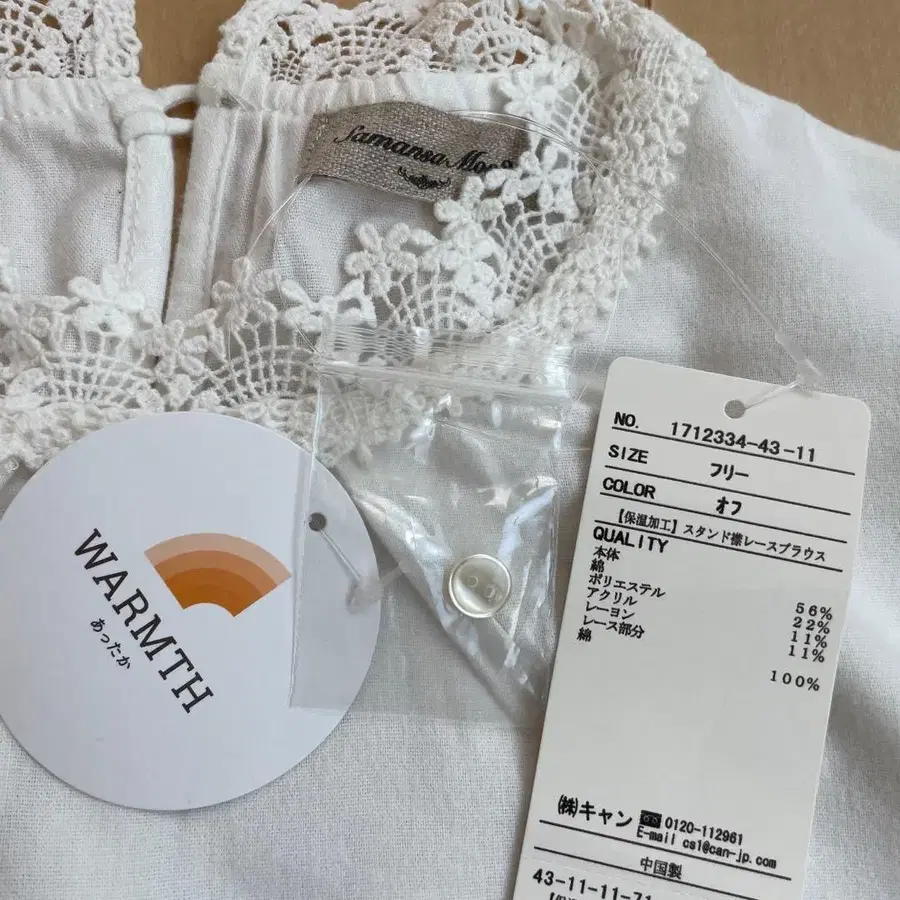 Samansa Mos2
WARMTH
あったか
NO. 1712334-43-11
SIZE フリー
COLOR オフ
【保温加工】スタンド襟レースブラウス
QUALITY
本体
綿 56%
ポリエステル 22%
アクリル 11%
レーヨン 11%
レース部分
綿 100%
㈱キャン 0120-112961
E-mail cs1@can-jp.com
中国製
43-11-11-71